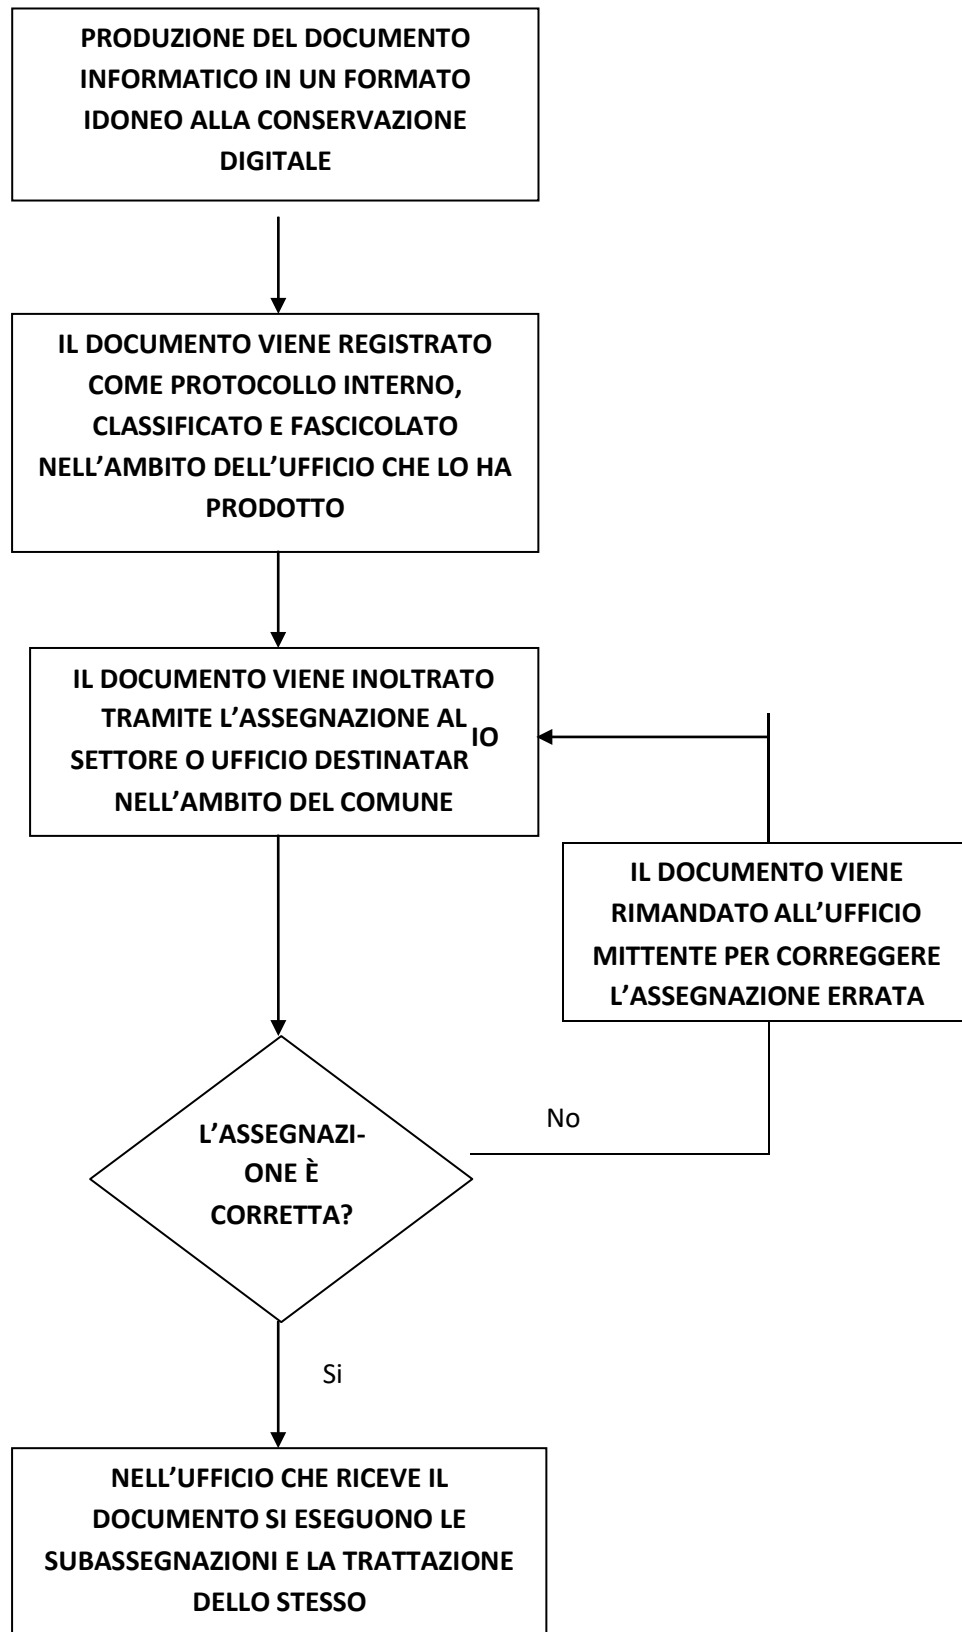 PRODUZIONE DEL DOCUMENTO
INFORMATICO IN UN FORMATO
IDONEO ALLA CONSERVAZIONE
DIGITALE
IL DOCUMENTO VIENE REGISTRATO
COME PROTOCOLLO INTERNO,
CLASSIFICATO E FASCICOLATO
NELL’AMBITO DELL’UFFICIO CHE LO HA
PRODOTTO
IL DOCUMENTO VIENE INOLTRATO
TRAMITE L’ASSEGNAZIONE AL
SETTORE O UFFICIO DESTINATARIO
NELL’AMBITO DEL COMUNE
IL DOCUMENTO VIENE
RIMANDATO ALL’UFFICIO
MITTENTE PER CORREGGERE
L’ASSEGNAZIONE ERRATA
L’ASSEGNAZI-
ONE È
CORRETTA?
No
Si
NELL’UFFICIO CHE RICEVE IL
DOCUMENTO SI ESEGUONO LE
SUBASSEGNAZIONI E LA TRATTAZIONE
DELLO STESSO